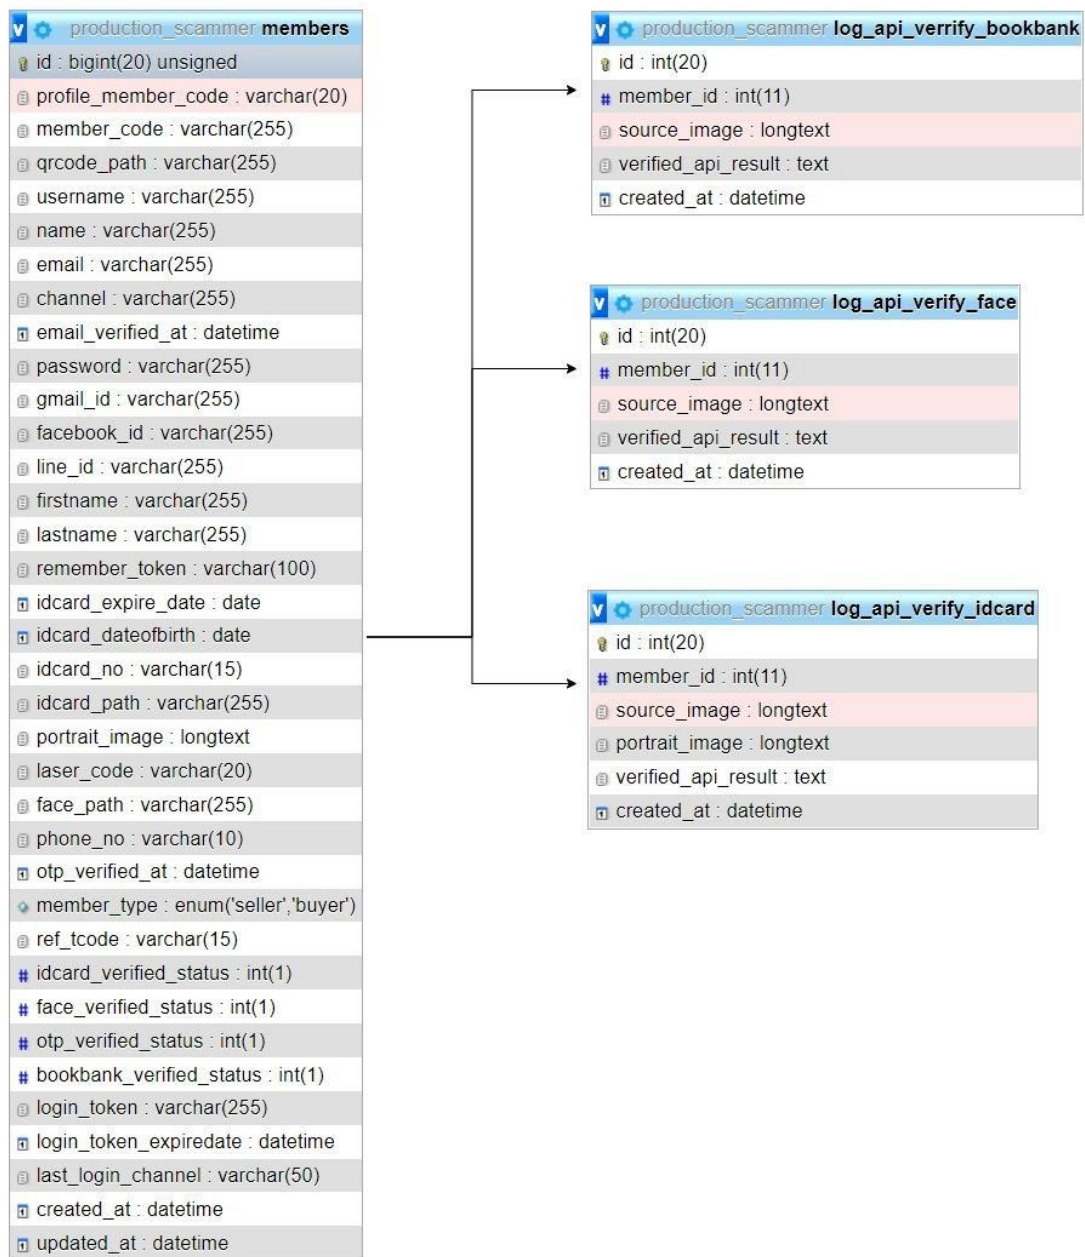 v production_scammer members
id : bigint(20) unsigned
profile_member_code : varchar(20)
member_code : varchar(255)
qrcode_path : varchar(255)
username : varchar(255)
name : varchar(255)
email : varchar(255)
channel : varchar(255)
email_verified_at : datetime
password : varchar(255)
gmail_id : varchar(255)
facebook_id : varchar(255)
line_id : varchar(255)
firstname : varchar(255)
lastname : varchar(255)
remember_token : varchar(100)
idcard_expire_date : date
idcard_dateofbirth : date
idcard_no : varchar(15)
idcard_path : varchar(255)
portrait_image : longtext
laser_code : varchar(20)
face_path : varchar(255)
phone_no : varchar(10)
otp_verified_at : datetime
member_type : enum('seller','buyer')
ref_tcode : varchar(15)
# idcard_verified_status : int(1)
# face_verified_status : int(1)
# otp_verified_status : int(1)
# bookbank_verified_status : int(1)
login_token : varchar(255)
login_token_expiredate : datetime
last_login_channel : varchar(50)
created_at : datetime
updated_at : datetime
v production_scammer log_api_verrify_bookbank
id : int(20)
# member_id : int(11)
source_image : longtext
verified_api_result : text
created_at : datetime
v production_scammer log_api_verify_face
id : int(20)
# member_id : int(11)
source_image : longtext
verified_api_result : text
created_at : datetime
v production_scammer log_api_verify_idcard
id : int(20)
# member_id : int(11)
source_image : longtext
portrait_image : longtext
verified_api_result : text
created_at : datetime